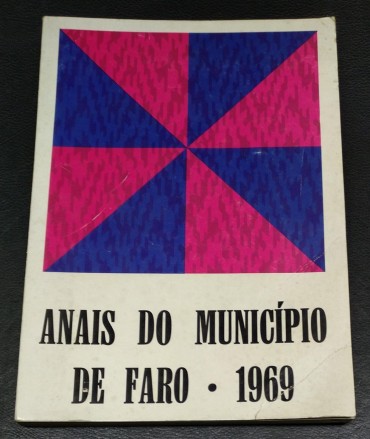 ANAIS DO MUNICÍPIO
DE FARO • 1969